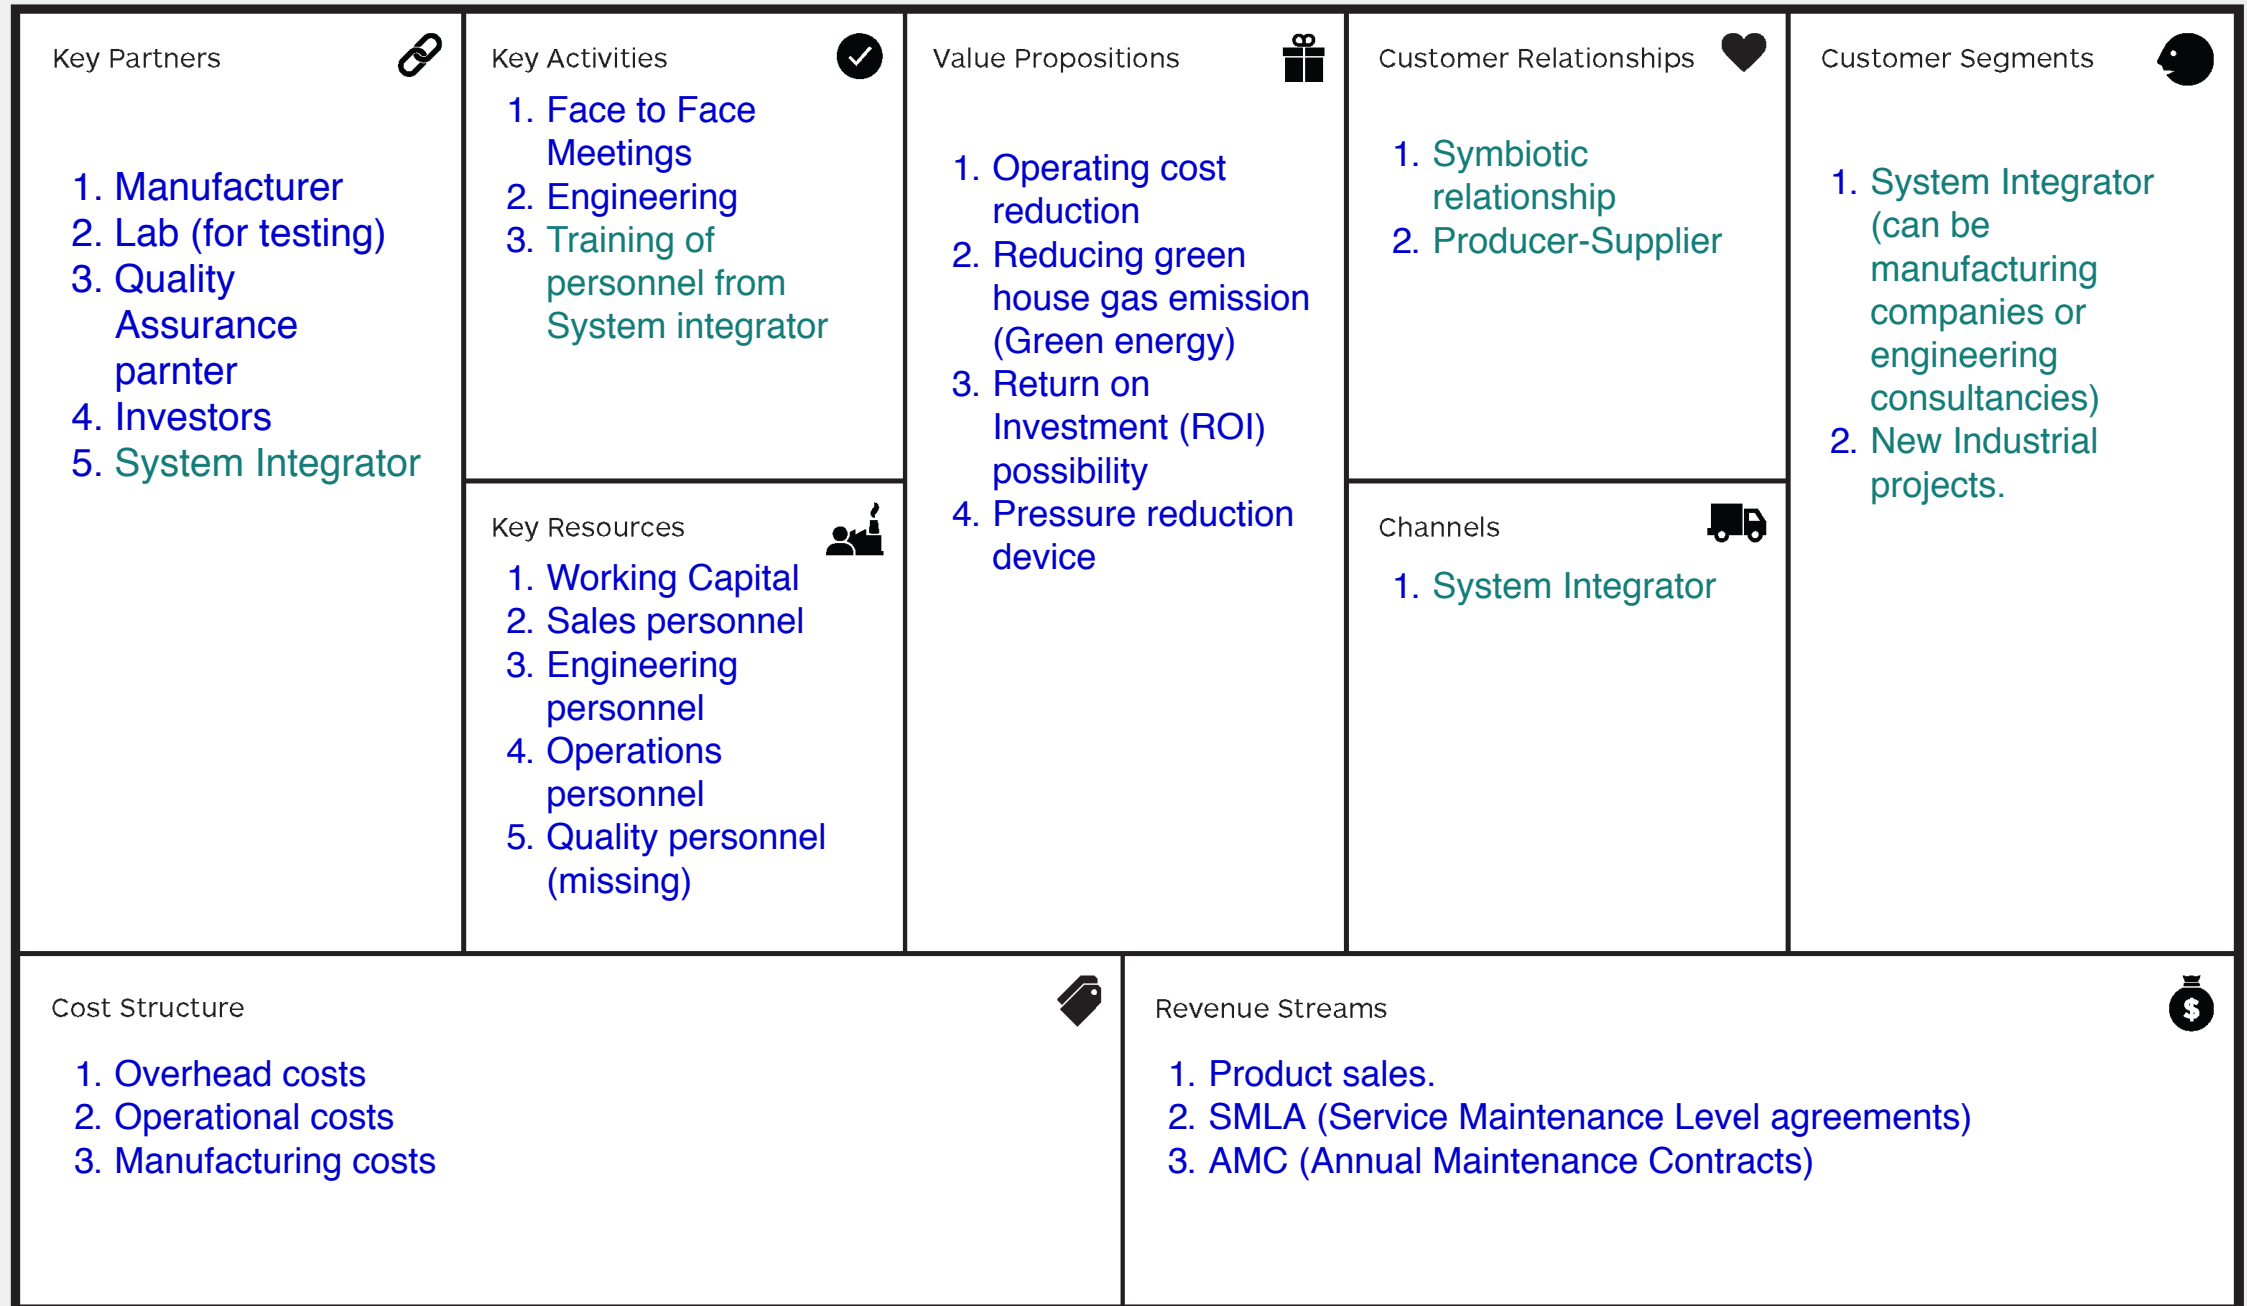 Key Partners
1. Manufacturer
2. Lab (for testing)
3. Quality
Assurance
parnter
4. Investors
5. System Integrator
Key Activities
1. Face to Face
Meetings
2. Engineering
3. Training of
personnel from
System integrator
Key Resources
1. Working Capital
2. Sales personnel
3. Engineering
personnel
4. Operations
personnel
5. Quality personnel
(missing)
Value Propositions
1. Operating cost
reduction
2. Reducing green
house gas emission
(Green energy)
3. Return on
Investment (ROI)
possibility
4. Pressure reduction
device
Customer Relationships
1. Symbiotic
relationship
2. Producer-Supplier
Channels
1. System Integrator
Customer Segments
1. System Integrator
(can be
manufacturing
companies or
engineering
consultancies)
2. New Industrial
projects.
Cost Structure
1. Overhead costs
2. Operational costs
3. Manufacturing costs
Revenue Streams
$
1. Product sales.
2. SMLA (Service Maintenance Level agreements)
3. AMC (Annual Maintenance Contracts)